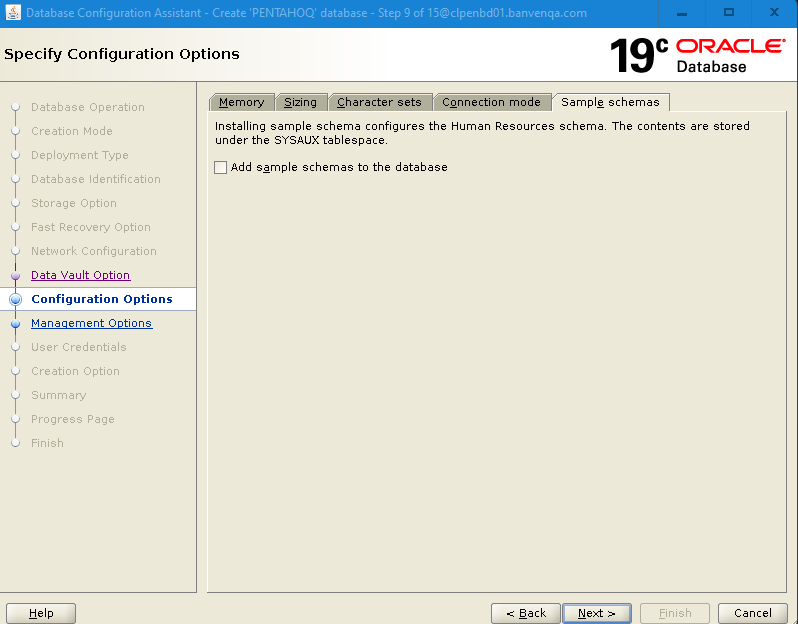 Database Configuration Assistant - Create 'PENTAHOQ' database - Step 9 of 15@clpenbd01.banvenqa.com
Specify Configuration Options
19c ORACLE®
Database
Database Operation
Creation Mode
Deployment Type
Database Identification
Storage Option
Fast Recovery Option
Network Configuration
Data Vault Option
Configuration Options
Management Options
User Credentials
Creation Option
Summary
Progress Page
Finish
Memory Sizing Character sets Connection mode Sample schemas
Installing sample schema configures the Human Resources schema. The contents are stored
under the SYSAUX tablespace.
Add sample schemas to the database
Help < Back Next > Finish Cancel